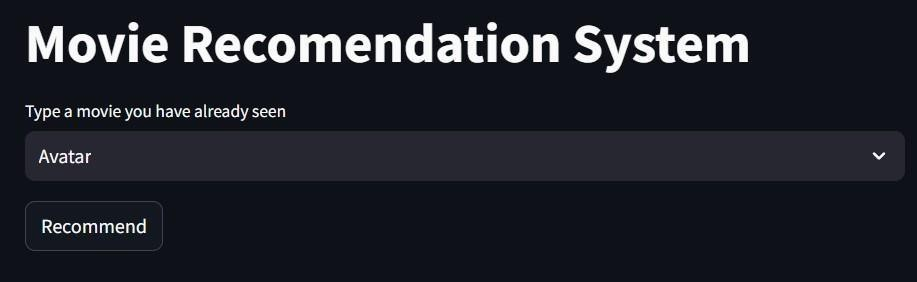 Movie Recomendation System
Type a movie you have already seen
Avatar
Recommend